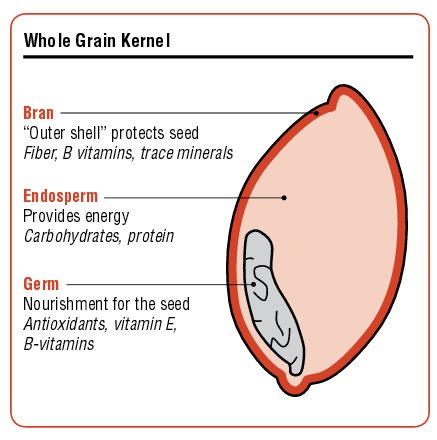 Whole Grain Kernel
Bran
“Outer shell” protects seed
Fiber, B vitamins, trace minerals
Endosperm
Provides energy
Carbohydrates, protein
Germ
Nourishment for the seed
Antioxidants, vitamin E,
B-vitamins